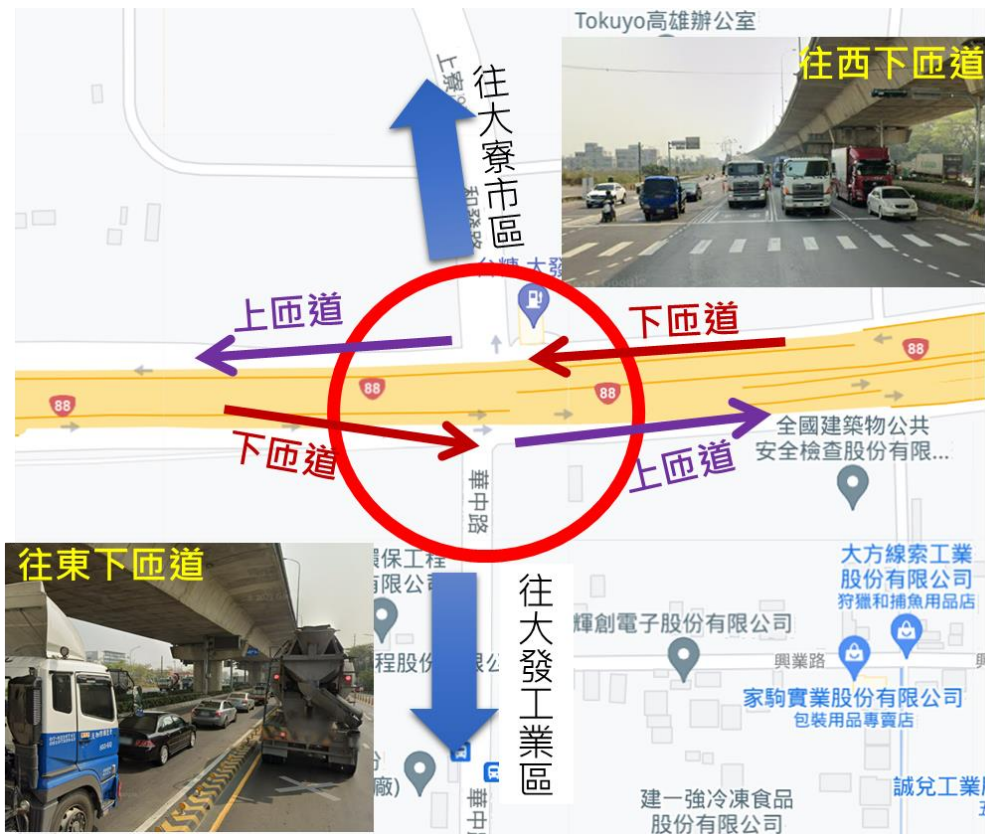 Tokuyo高雄辦公室
往西下匝道
上寮
往大寮市區
和發路
台糖 大發
上匝道
下匝道
88
88
88
88
下匝道
上匝道
全國建築物公共
安全檢查股份有限...
華中路
往東下匝道
環保工程
有限公司
往大發工業區
大方線索工業
股份有限公司
狩獵和捕魚用品店
輝創電子股份有限公司
程股份有限公
興業路
家駒實業股份有限公司
包裝用品專賣店
廠)
華中路
建一強冷凍食品
股份有限公司
誠兌工業